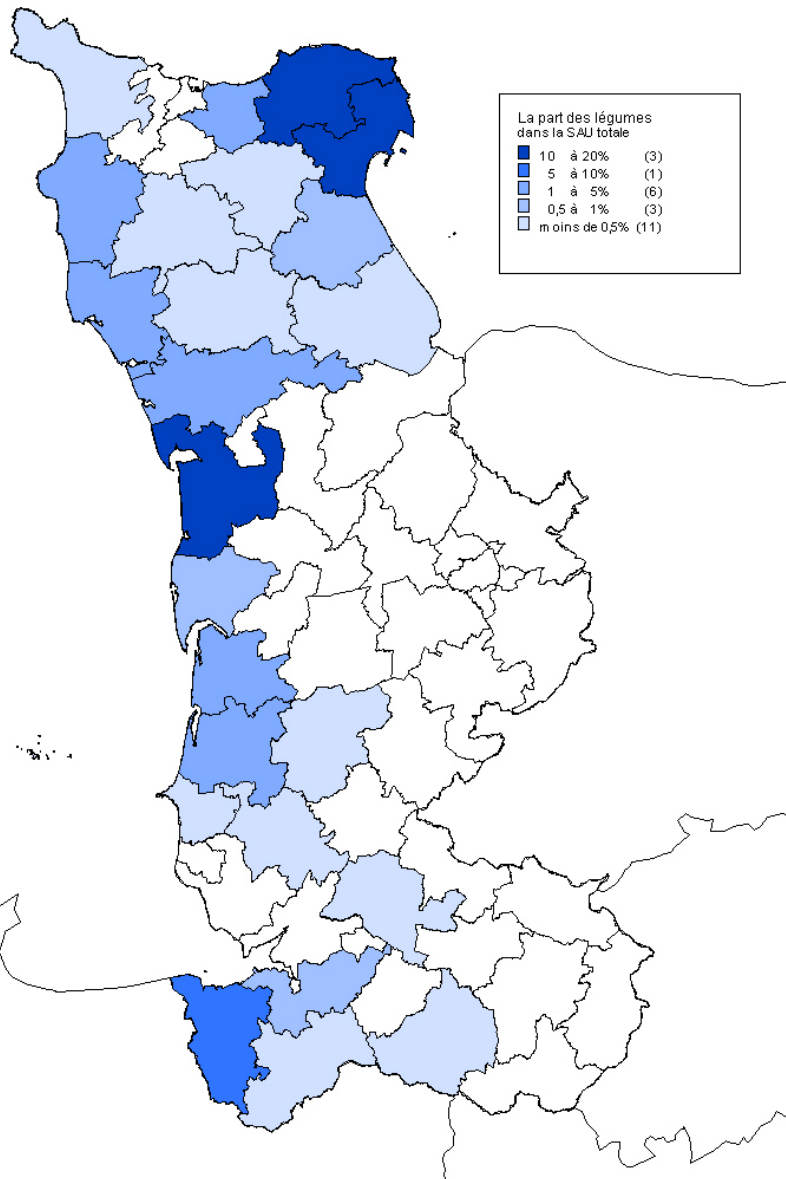 La part des légumes
dans la SAU totale
10 à 20% (3)
5 à 10% (1)
1 à 5% (6)
0,5 à 1% (3)
moins de 0,5% (11)